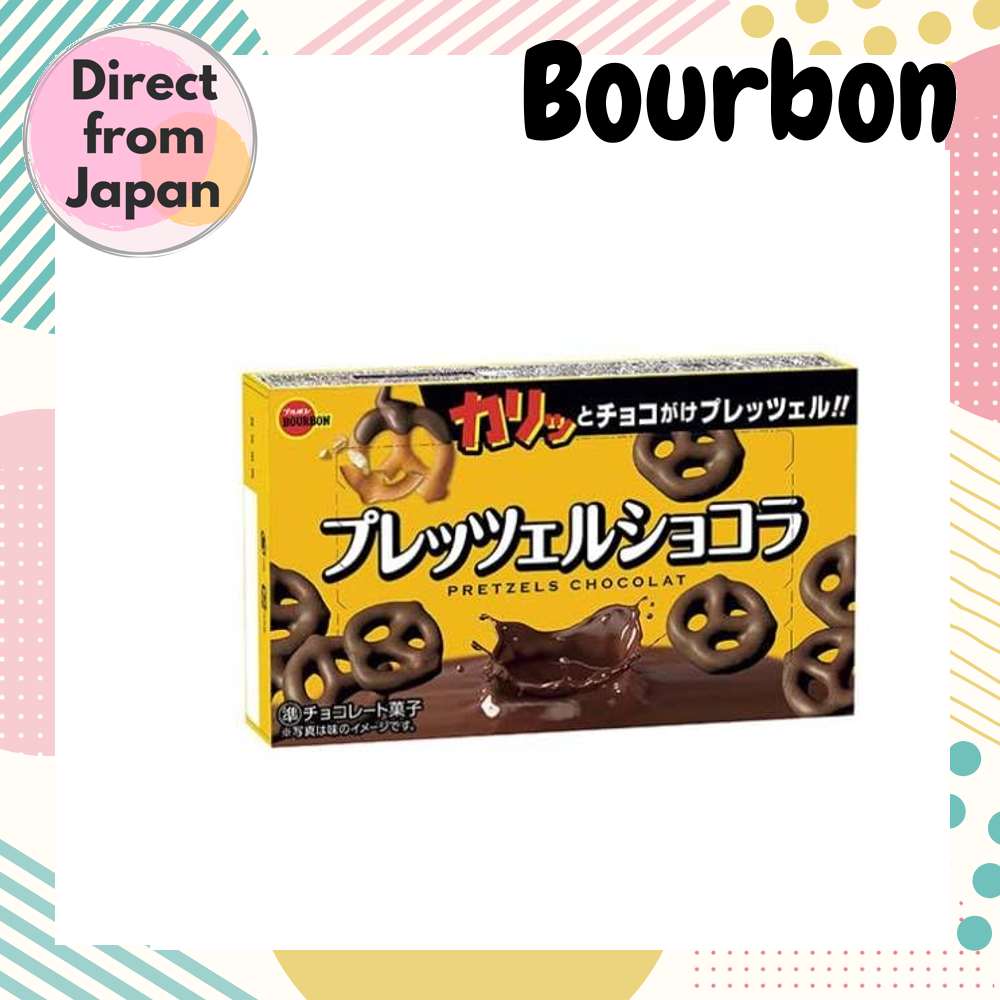 Direct
from
Japan
Bourbon
ブルボン
BOURBON
カリッとチョコがけプレッツェル!!
プレッツェルショコラ
PRETZELS CHOCOLAT
準チョコレート菓子
※写真は味のイメージです。